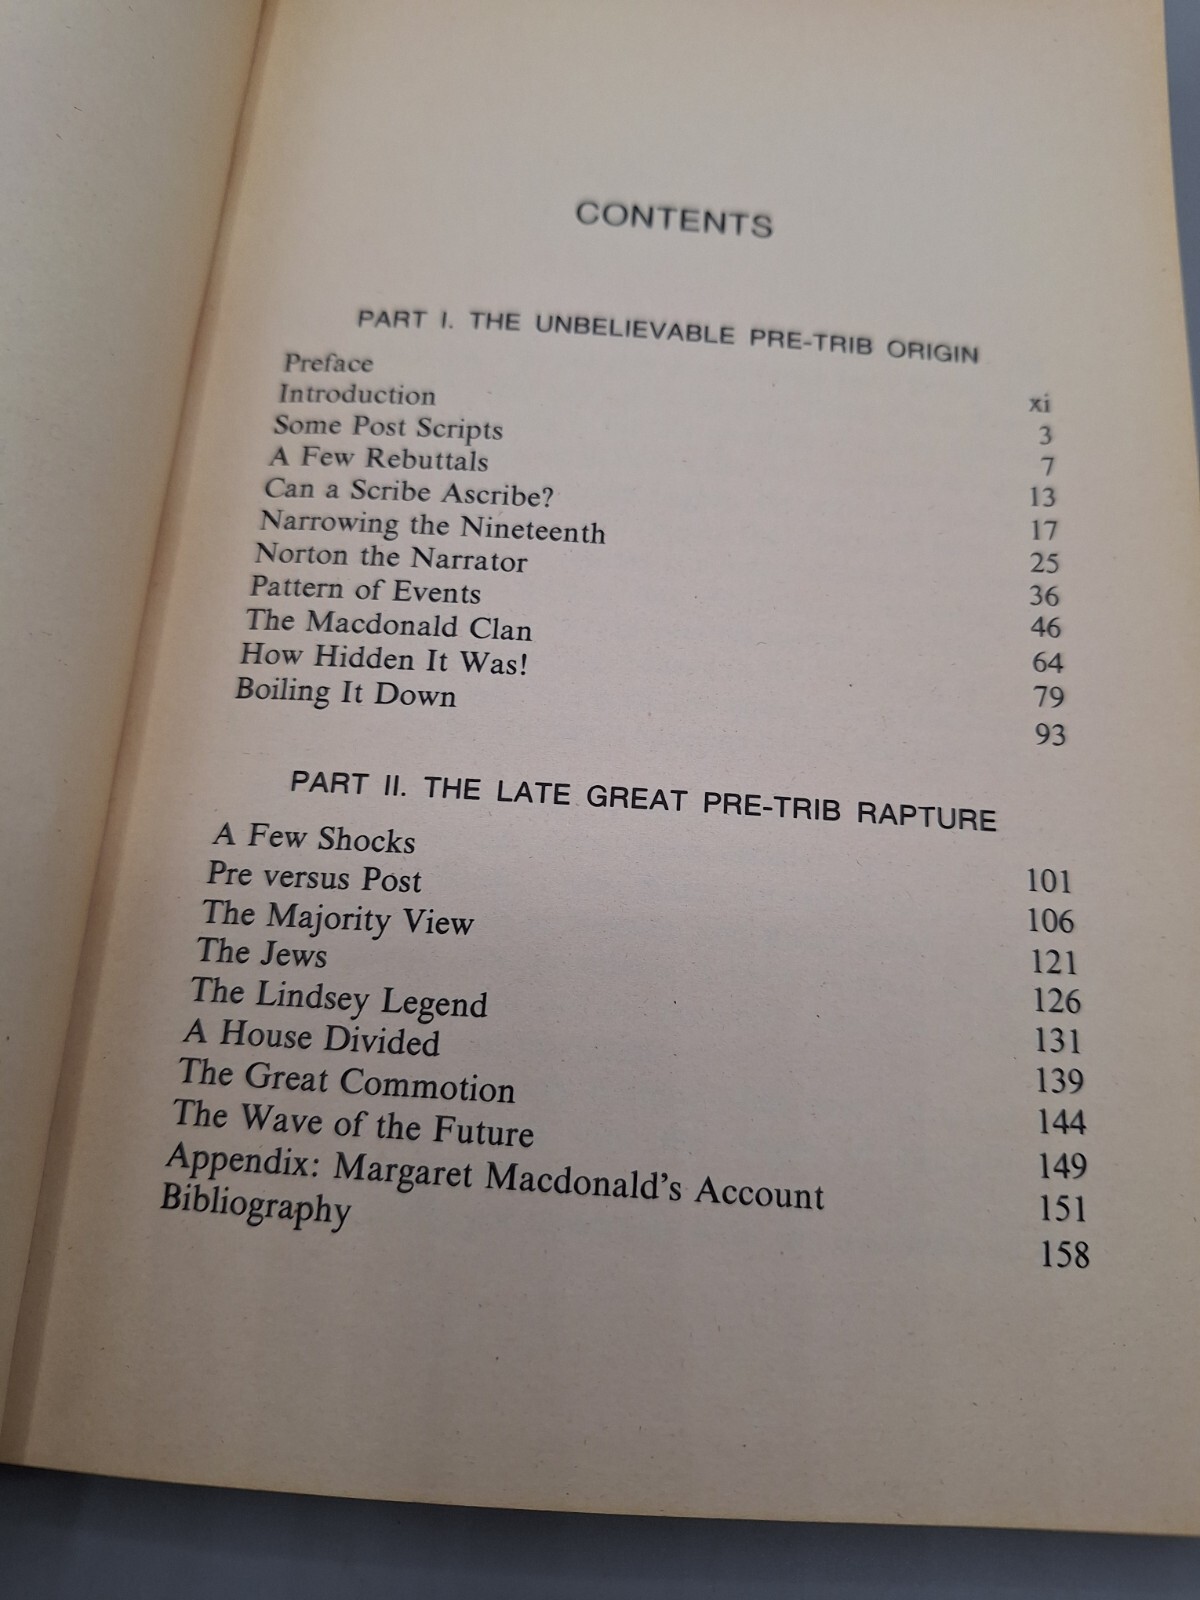 CONTENTS
PART I. THE UNBELIEVABLE PRE-TRIB ORIGIN
Preface xi
Introduction 3
Some Post Scripts 7
A Few Rebuttals 13
Can a Scribe Ascribe? 17
Narrowing the Nineteenth 25
Norton the Narrator 36
Pattern of Events 46
The Macdonald Clan 64
How Hidden It Was! 79
Boiling It Down 93
PART II. THE LATE GREAT PRE-TRIB RAPTURE
A Few Shocks 101
Pre versus Post 106
The Majority View 121
The Jews 126
The Lindsey Legend 131
A House Divided 139
The Great Commotion 144
The Wave of the Future 149
Appendix: Margaret Macdonald's Account 151
Bibliography 158